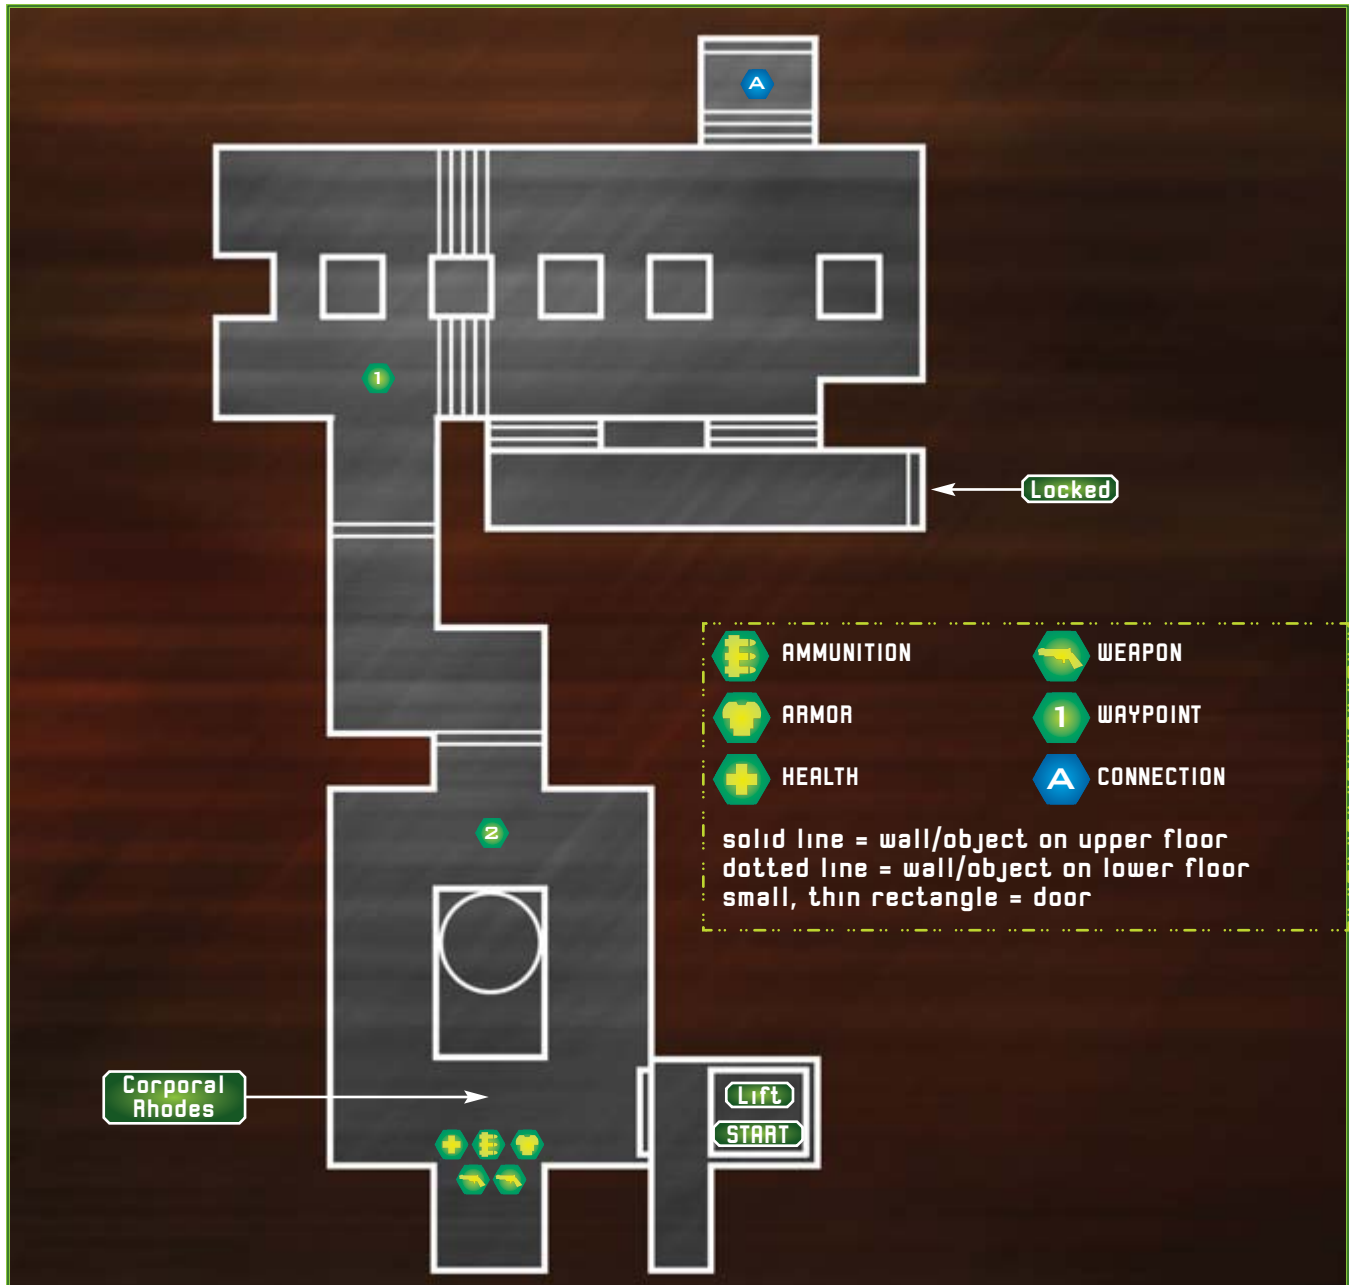 A
1
Locked
AMMUNITION
WEAPON
ARMOR
1
WAYPOINT
HEALTH
A
CONNECTION
2
solid line = wall/object on upper floor
dotted line = wall/object on lower floor
small, thin rectangle = door
Corporal
Rhodes
Lift
START